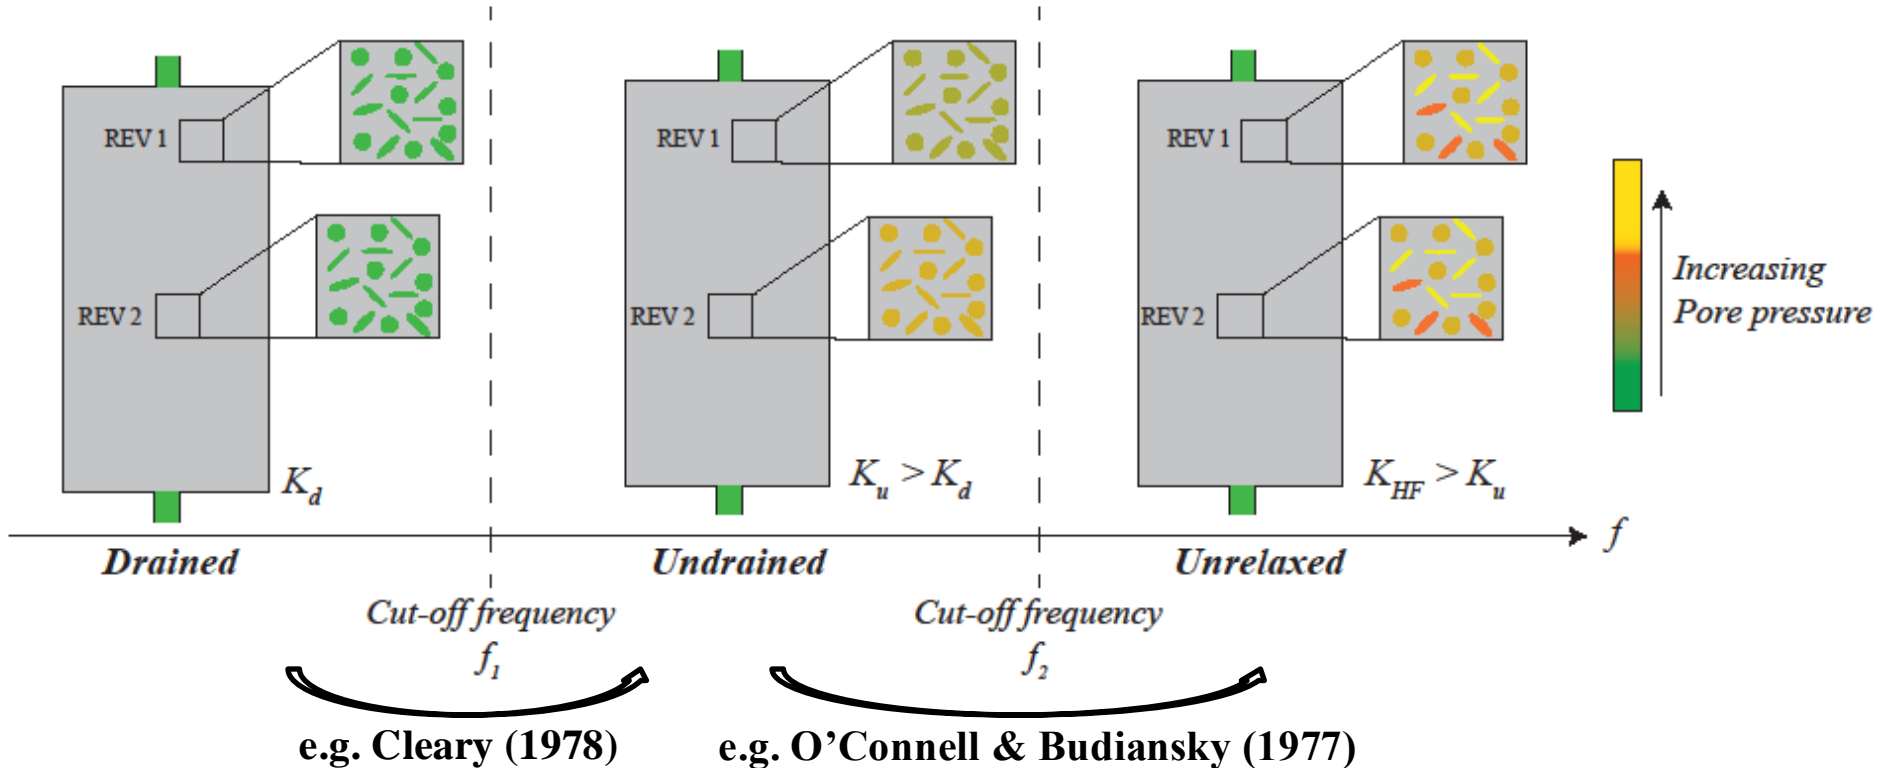 REV 1
REV 2
K_d
REV 1
REV 2
K_u > K_d
REV 1
REV 2
K_HF > K_u
Increasing
Pore pressure
f
Drained
Undrained
Unrelaxed
Cut-off frequency
f_1
Cut-off frequency
f_2
e.g. Cleary (1978)
e.g. O’Connell & Budiansky (1977)